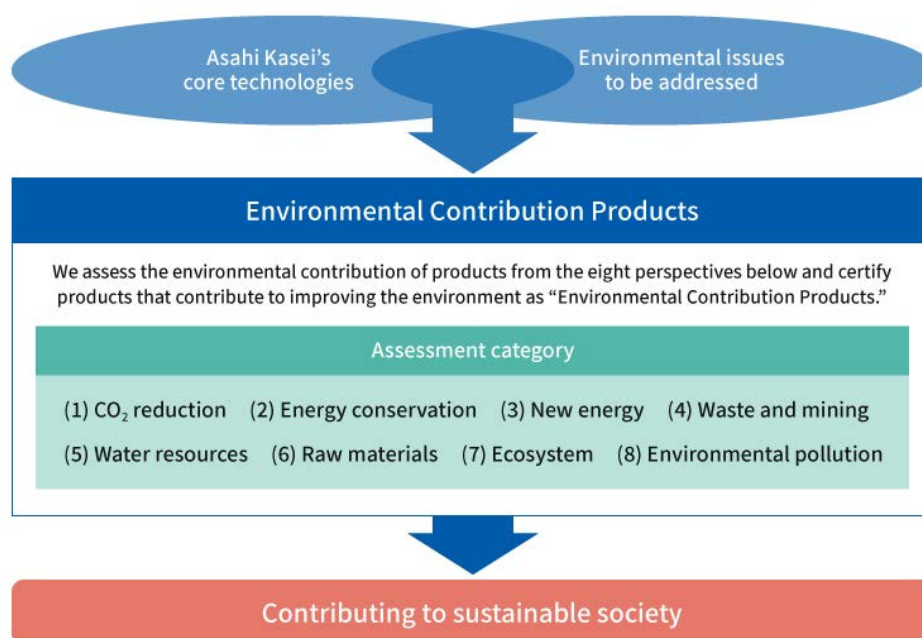 Asahi Kasei’s
core technologies
Environmental issues
to be addressed
Environmental Contribution Products
We assess the environmental contribution of products from the eight perspectives below and certify
products that contribute to improving the environment as “Environmental Contribution Products.”
Assessment category
(1) CO₂ reduction (2) Energy conservation (3) New energy (4) Waste and mining
(5) Water resources (6) Raw materials (7) Ecosystem (8) Environmental pollution
Contributing to sustainable society